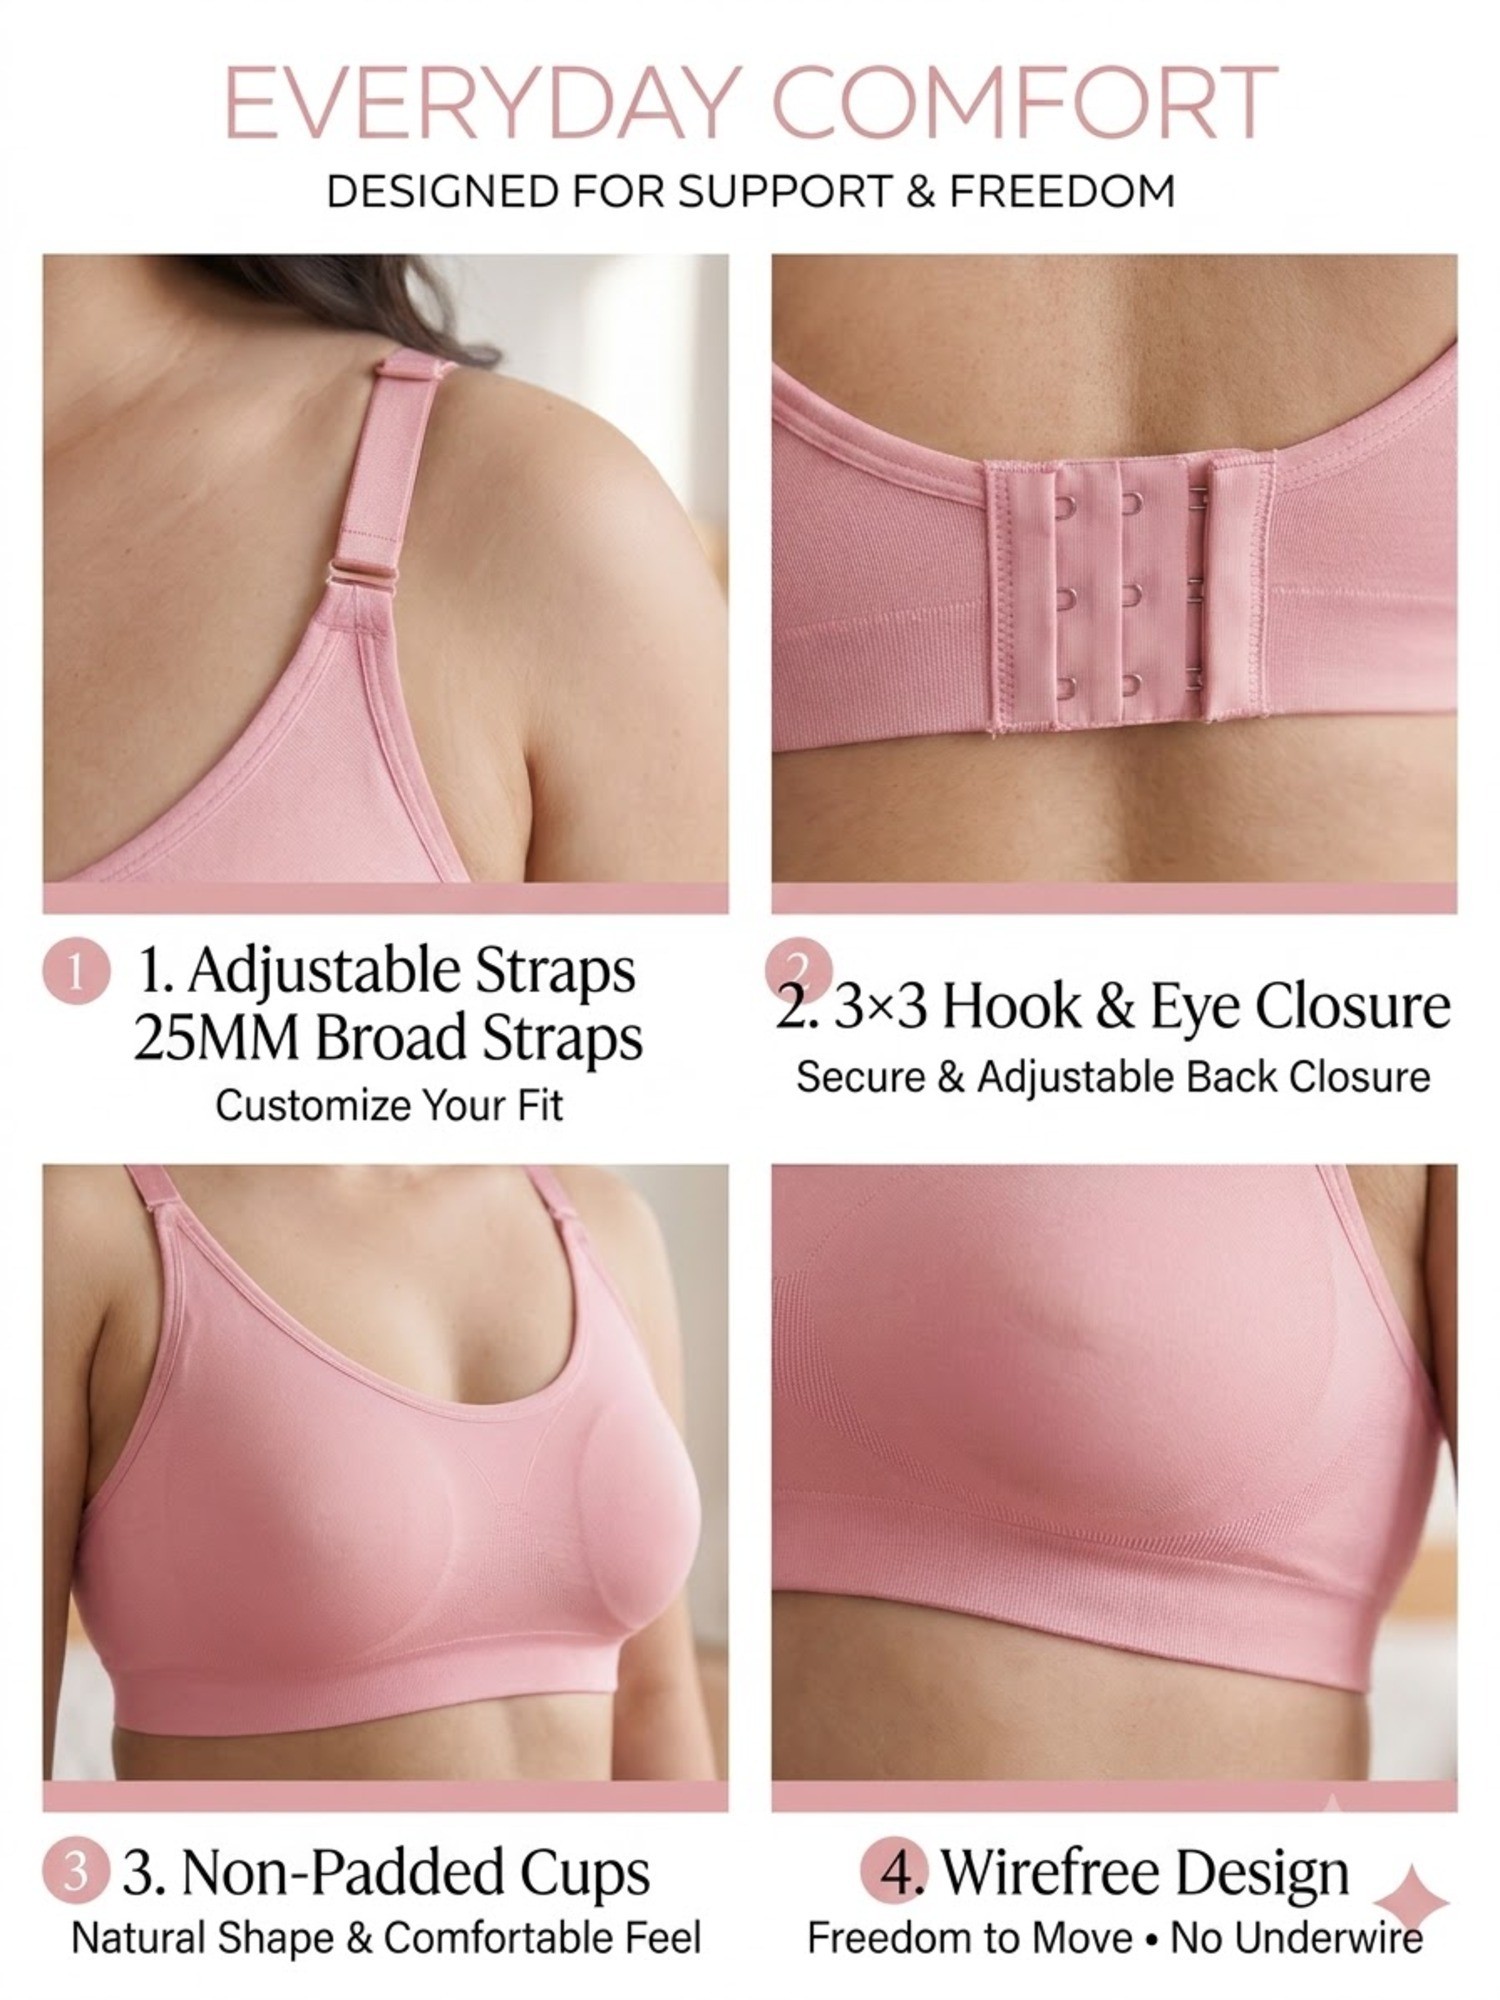 EVERYDAY COMFORT
DESIGNED FOR SUPPORT & FREEDOM
1 1. Adjustable Straps
25MM Broad Straps
Customize Your Fit
2
2. 3×3 Hook & Eye Closure
Secure & Adjustable Back Closure
3 3. Non-Padded Cups
Natural Shape & Comfortable Feel
4. Wirefree Design
Freedom to Move • No Underwire